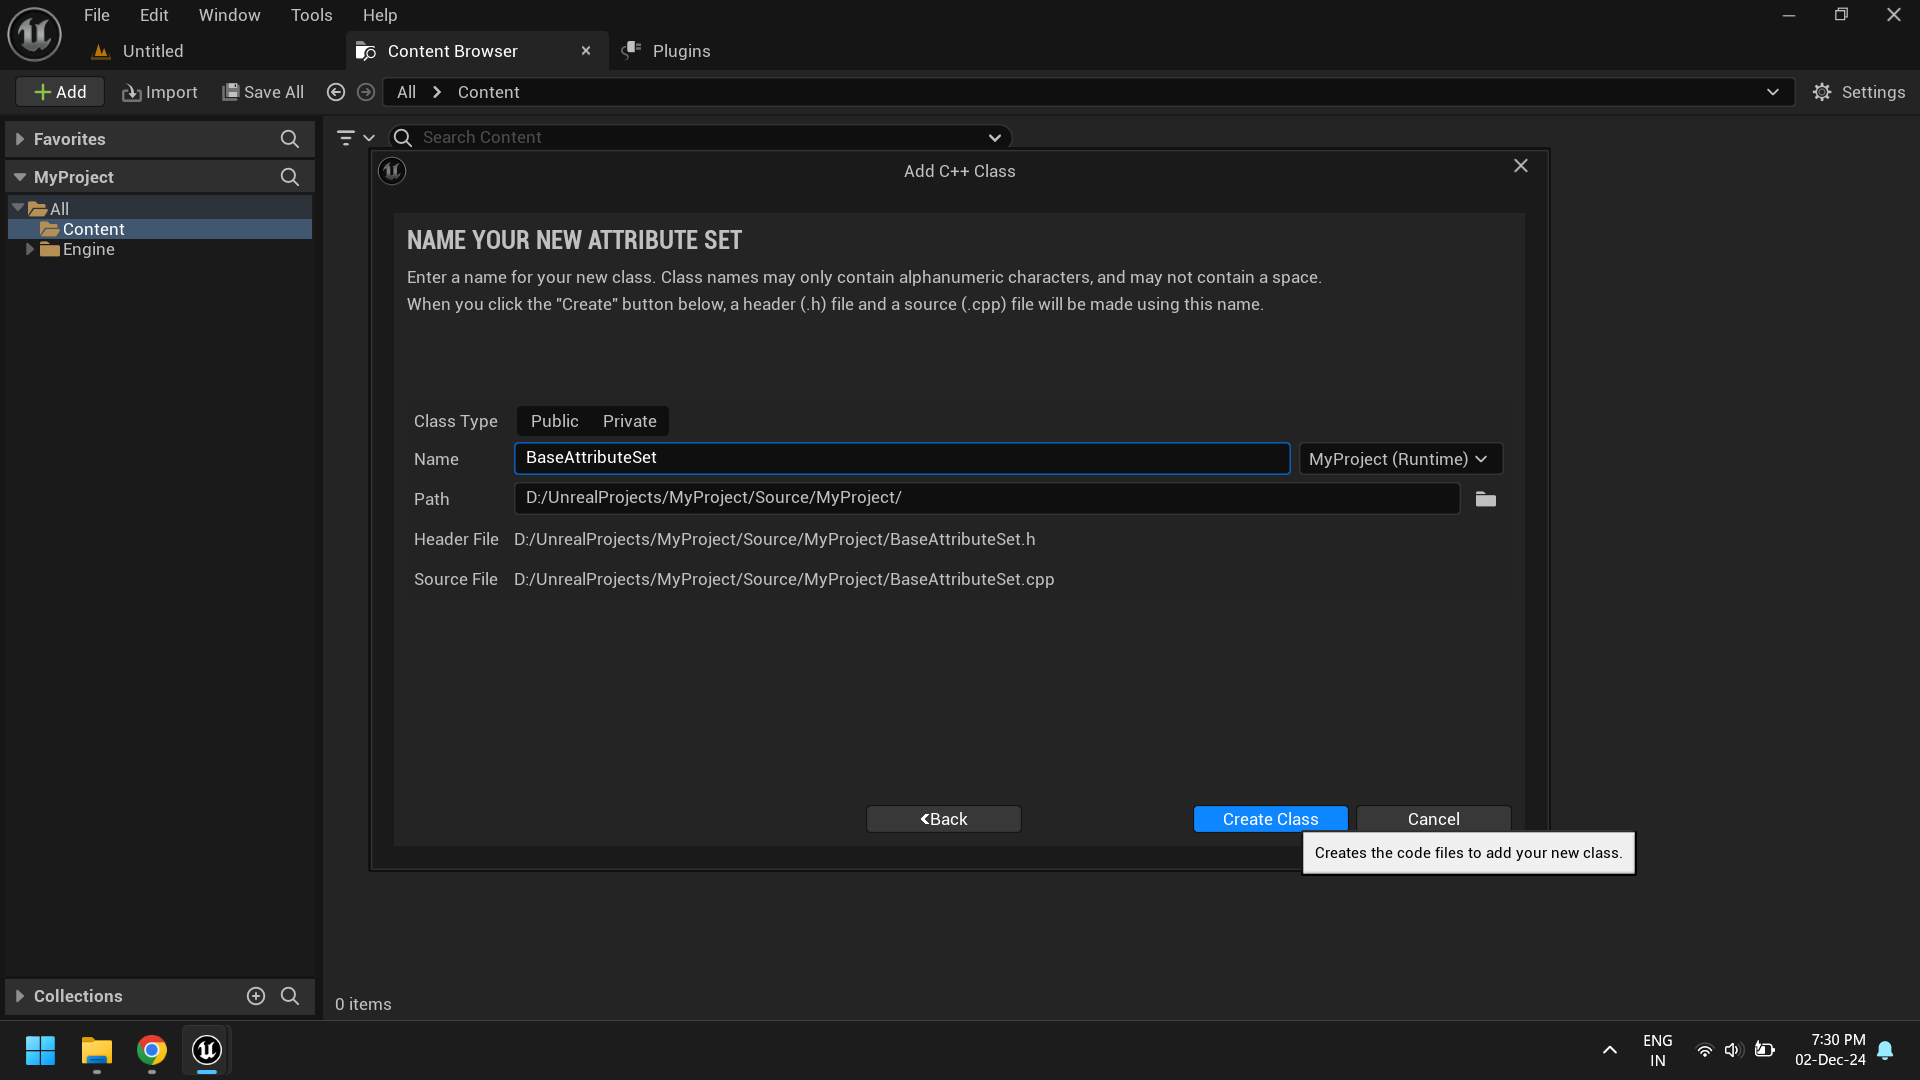 File Edit Window Tools Help
Untitled Content Browser Plugins
Add Import Save All All Content Settings
Favorites
Search Content
MyProject
All
Content
Engine
Add C++ Class
NAME YOUR NEW ATTRIBUTE SET
Enter a name for your new class. Class names may only contain alphanumeric characters, and may not contain a space.
When you click the "Create" button below, a header (.h) file and a source (.cpp) file will be made using this name.
Class Type Public Private
Name BaseAttributeSet MyProject (Runtime)
Path D:/UnrealProjects/MyProject/Source/MyProject/
Header File D:/UnrealProjects/MyProject/Source/MyProject/BaseAttributeSet.h
Source File D:/UnrealProjects/MyProject/Source/MyProject/BaseAttributeSet.cpp
Back Create Class Cancel
Creates the code files to add your new class.
Collections
0 items
ENG
IN
7:30 PM
02-Dec-24